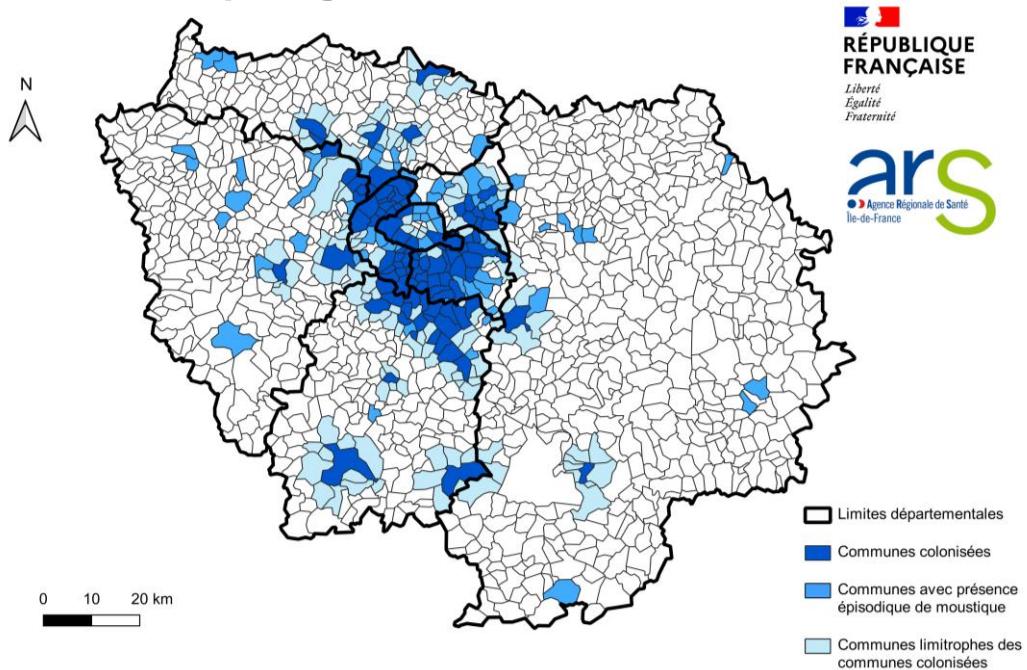 N
RÉPUBLIQUE
FRANÇAISE
Liberté
Égalité
Fraternité
ars
Agence Régionale de Santé
Île-de-France
Limites départementales
Communes colonisées
Communes avec présence
épisodique de moustique
Communes limitrophes des
communes colonisées
0 10 20 km